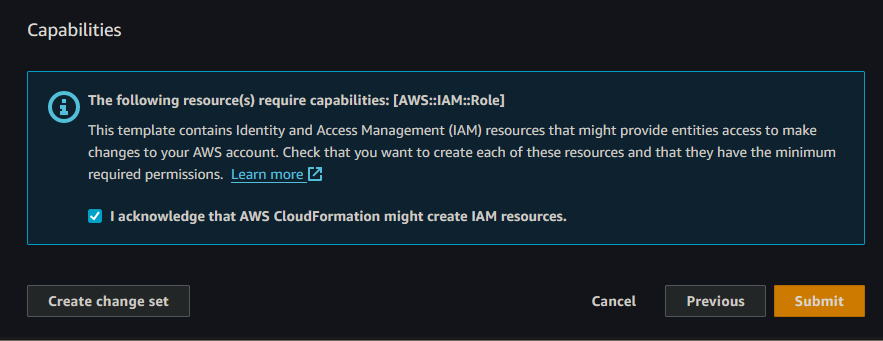 Capabilities
The following resource(s) require capabilities: [AWS::IAM::Role]
This template contains Identity and Access Management (IAM) resources that might provide entities access to make
changes to your AWS account. Check that you want to create each of these resources and that they have the minimum
required permissions. Learn more
I acknowledge that AWS CloudFormation might create IAM resources.
Create change set Cancel Previous Submit